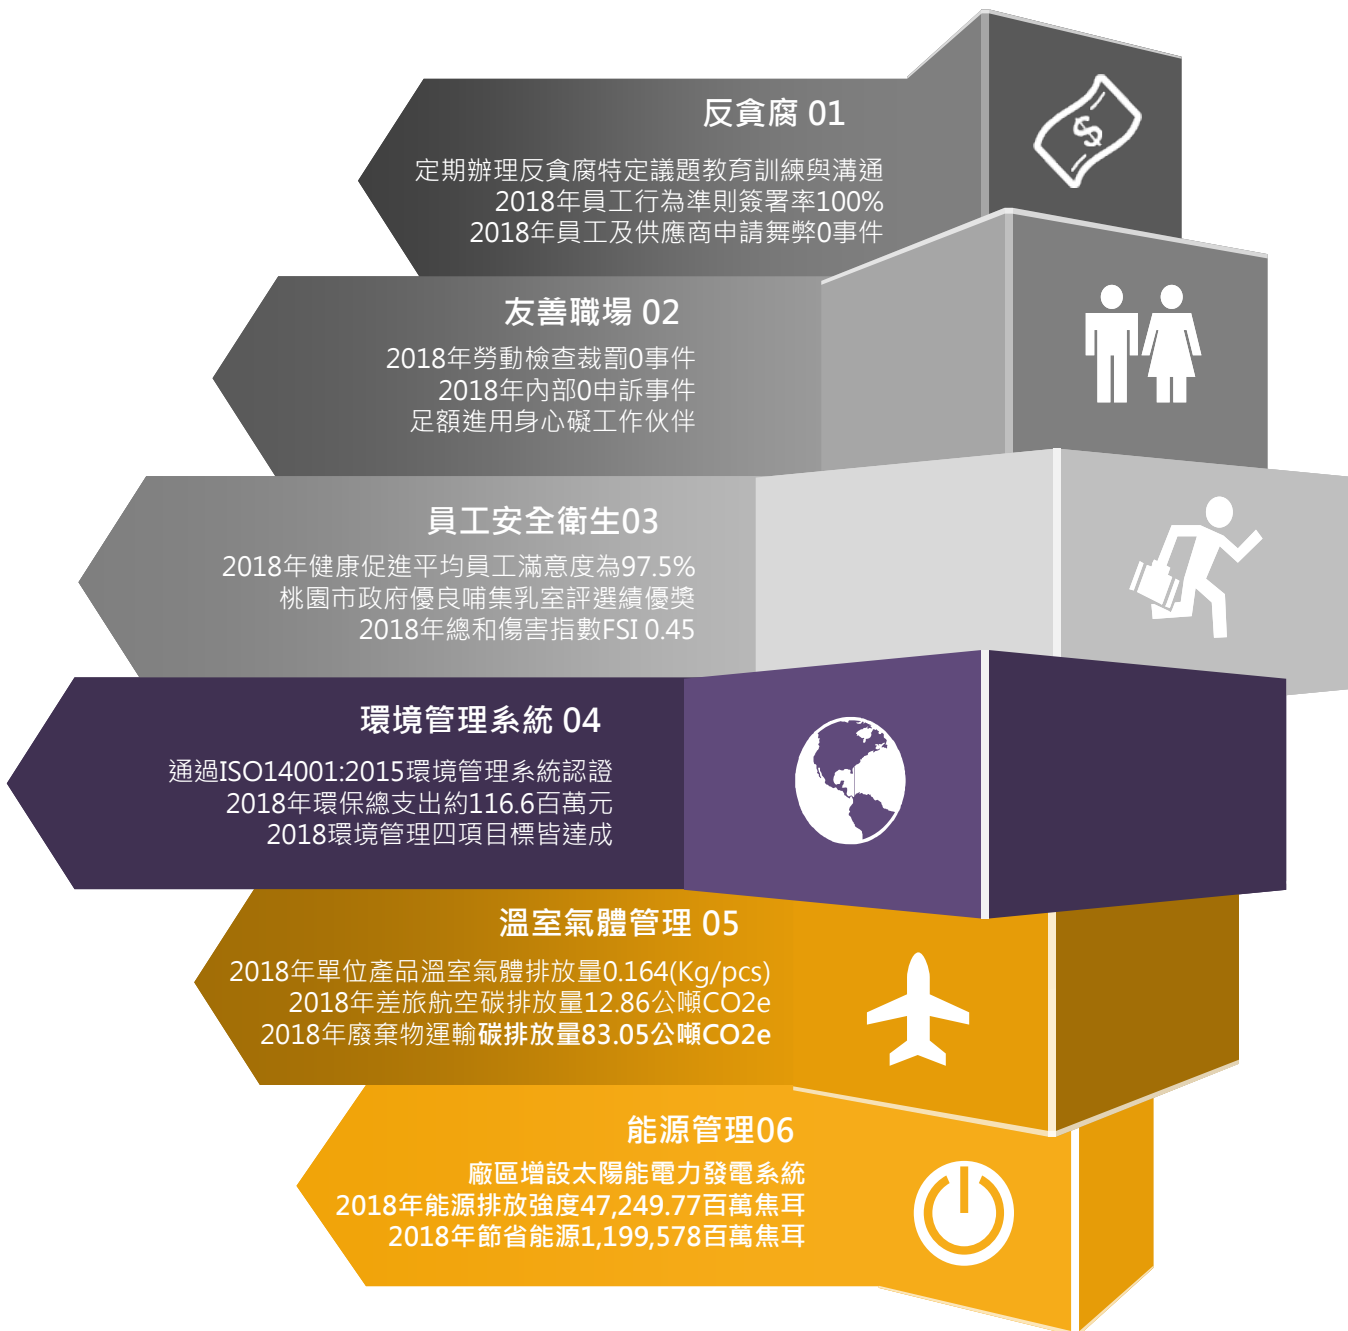 反貪腐 01
定期辦理反貪腐特定議題教育訓練與溝通
2018年員工行為準則簽署率100%
2018年員工及供應商申請舞弊0事件
友善職場 02
2018年勞動檢查裁罰0事件
2018年內部0申訴事件
足額進用身心礙工作伙伴
員工安全衛生03
2018年健康促進平均員工滿意度為97.5%
桃園市政府優良哺集乳室評選績優獎
2018年總和傷害指數FSI 0.45
環境管理系統 04
通過ISO14001:2015環境管理系統認證
2018年環保總支出約116.6百萬元
2018環境管理四項目標皆達成
溫室氣體管理 05
2018年單位產品溫室氣體排放量0.164(Kg/pcs)
2018年差旅航空碳排放量12.86公噸CO2e
2018年廢棄物運輸碳排放量83.05公噸CO2e
能源管理06
廠區增設太陽能電力發電系統
2018年能源排放強度47,249.77百萬焦耳
2018年節省能源1,199,578百萬焦耳